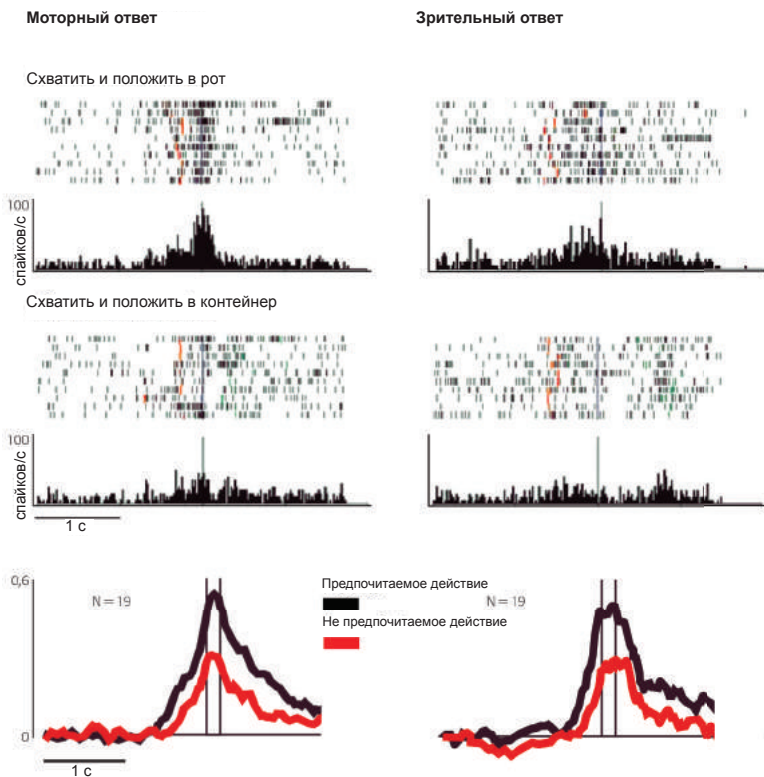 Моторный ответ
Зрительный ответ
Схватить и положить в рот
100
спайков/с
Схватить и положить в контейнер
100
спайков/с
1 с
0,6
N = 19
Предпочитаемое действие
Не предпочитаемое действие
N = 19
0
0
1 с